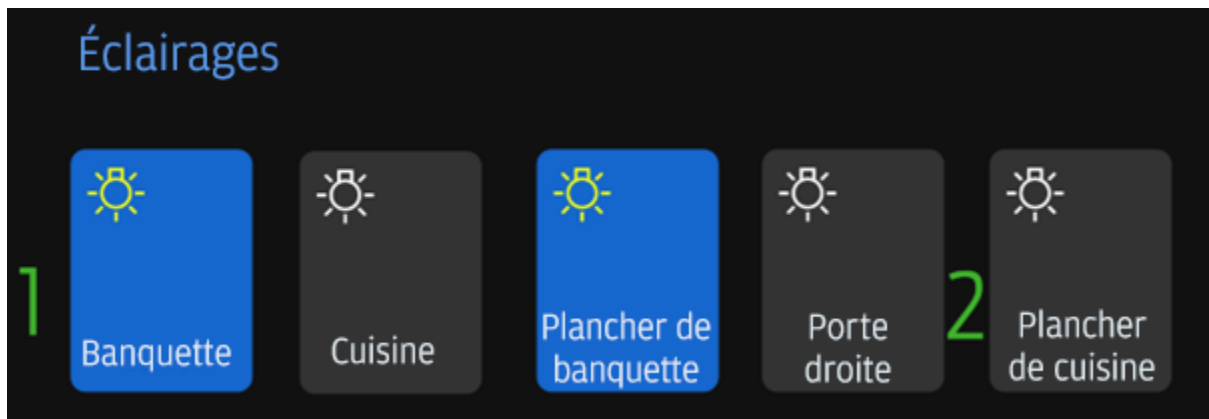 Éclairages
1
Banquette
Cuisine
Plancher de
banquette
Porte
droite
2
Plancher
de cuisine